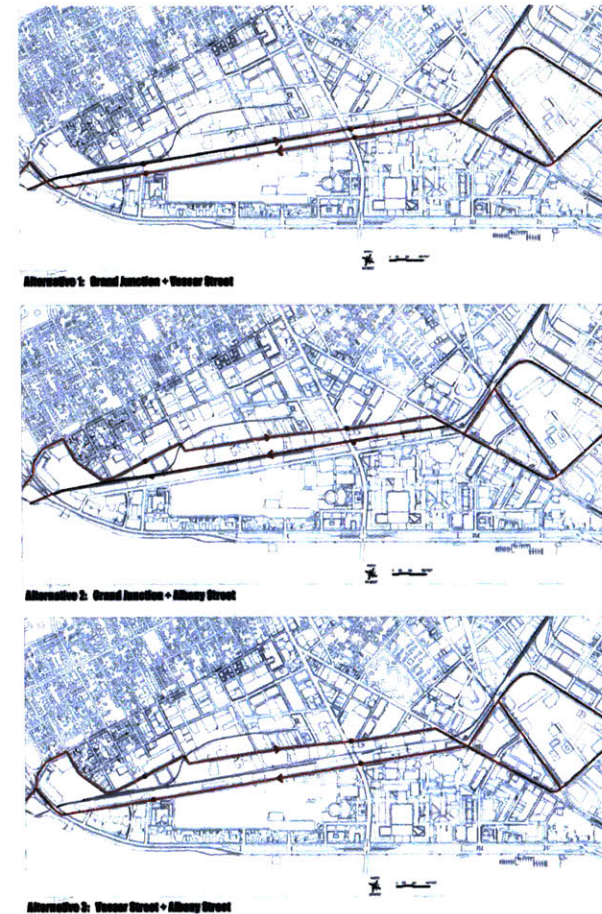 Alternative 1: Grand Junction + Vassar Street
Alternative 2: Grand Junction + Albany Street
Alternative 3: Vassar Street + Albany Street